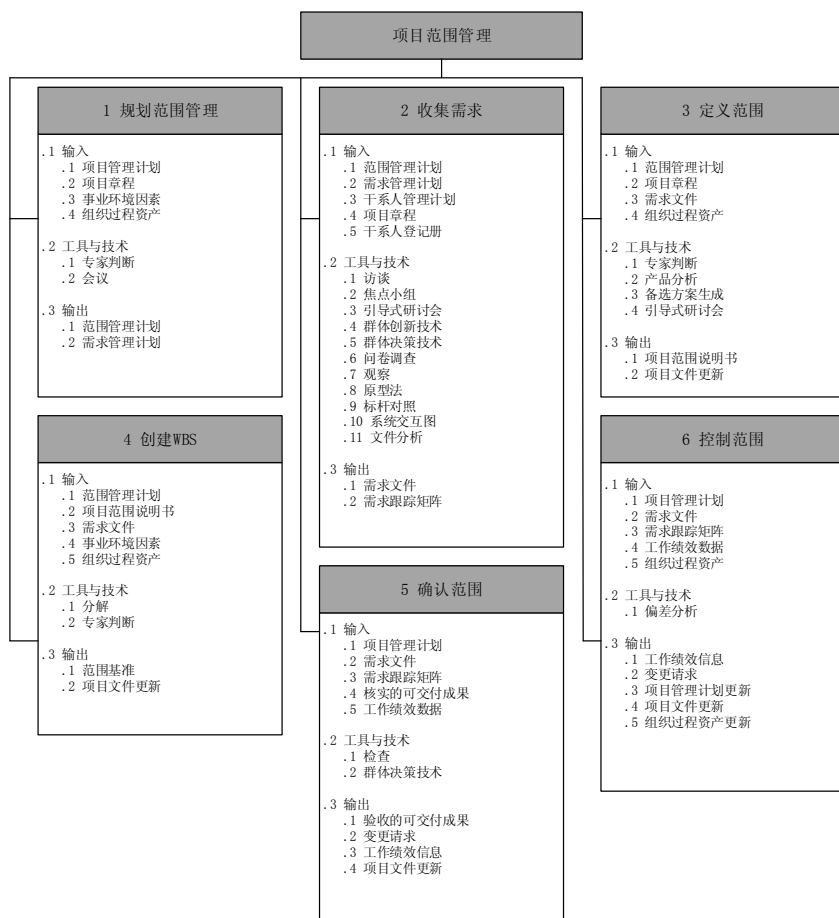 项目范围管理
1 规划范围管理
.1 输入
.1 项目管理计划
.2 项目章程
.3 事业环境因素
.4 组织过程资产
.2 工具与技术
.1 专家判断
.2 会议
.3 输出
.1 范围管理计划
.2 需求管理计划
2 收集需求
.1 输入
.1 范围管理计划
.2 需求管理计划
.3 干系人管理计划
.4 项目章程
.5 干系人登记册
.2 工具与技术
.1 访谈
.2 焦点小组
.3 引导式研讨会
.4 群体创新技术
.5 群体决策技术
.6 问卷调查
.7 观察
.8 原型法
.9 标杆对照
.10 系统交互图
.11 文件分析
.3 输出
.1 需求文件
.2 需求跟踪矩阵
3 定义范围
.1 输入
.1 范围管理计划
.2 项目章程
.3 需求文件
.4 组织过程资产
.2 工具与技术
.1 专家判断
.2 产品分析
.3 备选方案生成
.4 引导式研讨会
.3 输出
.1 项目范围说明书
.2 项目文件更新
4 创建WBS
.1 输入
.1 范围管理计划
.2 项目范围说明书
.3 需求文件
.4 事业环境因素
.5 组织过程资产
.2 工具与技术
.1 分解
.2 专家判断
.3 输出
.1 范围基准
.2 项目文件更新
5 确认范围
.1 输入
.1 项目管理计划
.2 需求文件
.3 需求跟踪矩阵
.4 核实的可交付成果
.5 工作绩效数据
.2 工具与技术
.1 检查
.2 群体决策技术
.3 输出
.1 验收的可交付成果
.2 变更请求
.3 工作绩效信息
.4 项目文件更新
6 控制范围
.1 输入
.1 项目管理计划
.2 需求文件
.3 需求跟踪矩阵
.4 工作绩效数据
.5 组织过程资产
.2 工具与技术
.1 偏差分析
.3 输出
.1 工作绩效信息
.2 变更请求
.3 项目管理计划更新
.4 项目文件更新
.5 组织过程资产更新